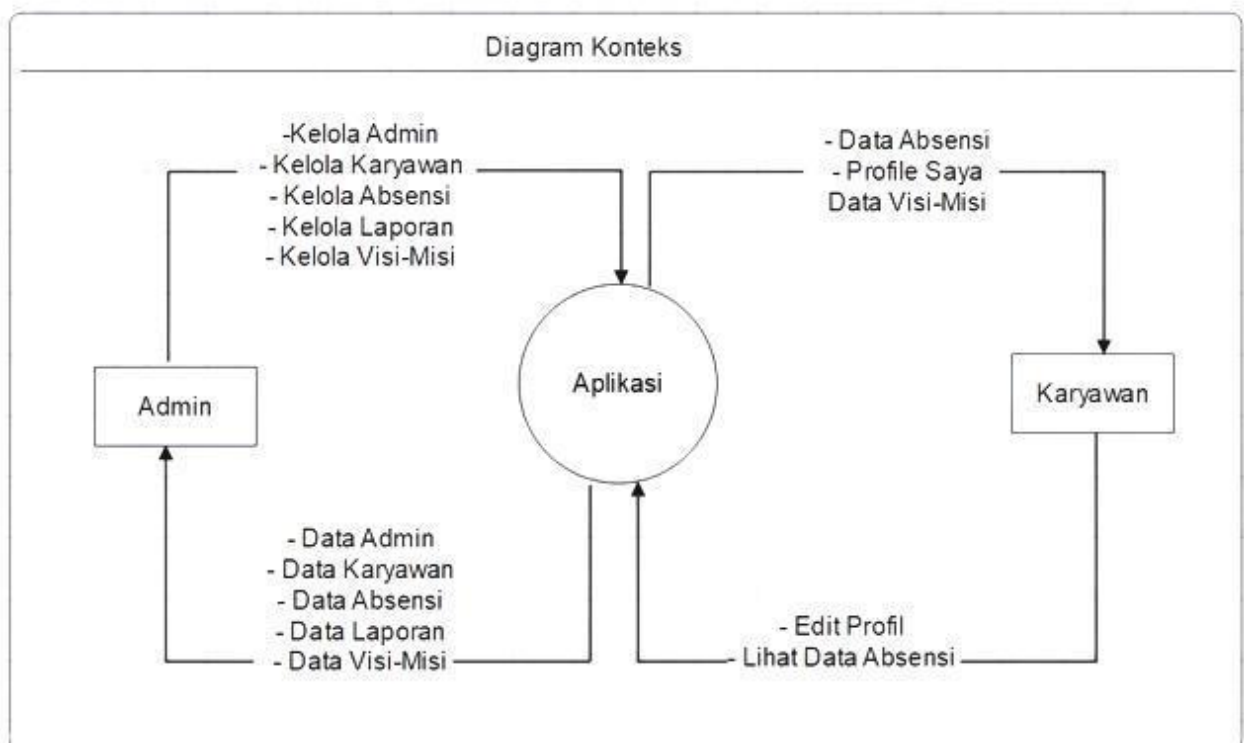 Diagram Konteks
-Kelola Admin
- Kelola Karyawan
- Kelola Absensi
- Kelola Laporan
- Kelola Visi-Misi
- Data Absensi
- Profile Saya
Data Visi-Misi
Admin
Aplikasi
Karyawan
- Data Admin
- Data Karyawan
- Data Absensi
- Data Laporan
- Data Visi-Misi
- Edit Profil
- Lihat Data Absensi